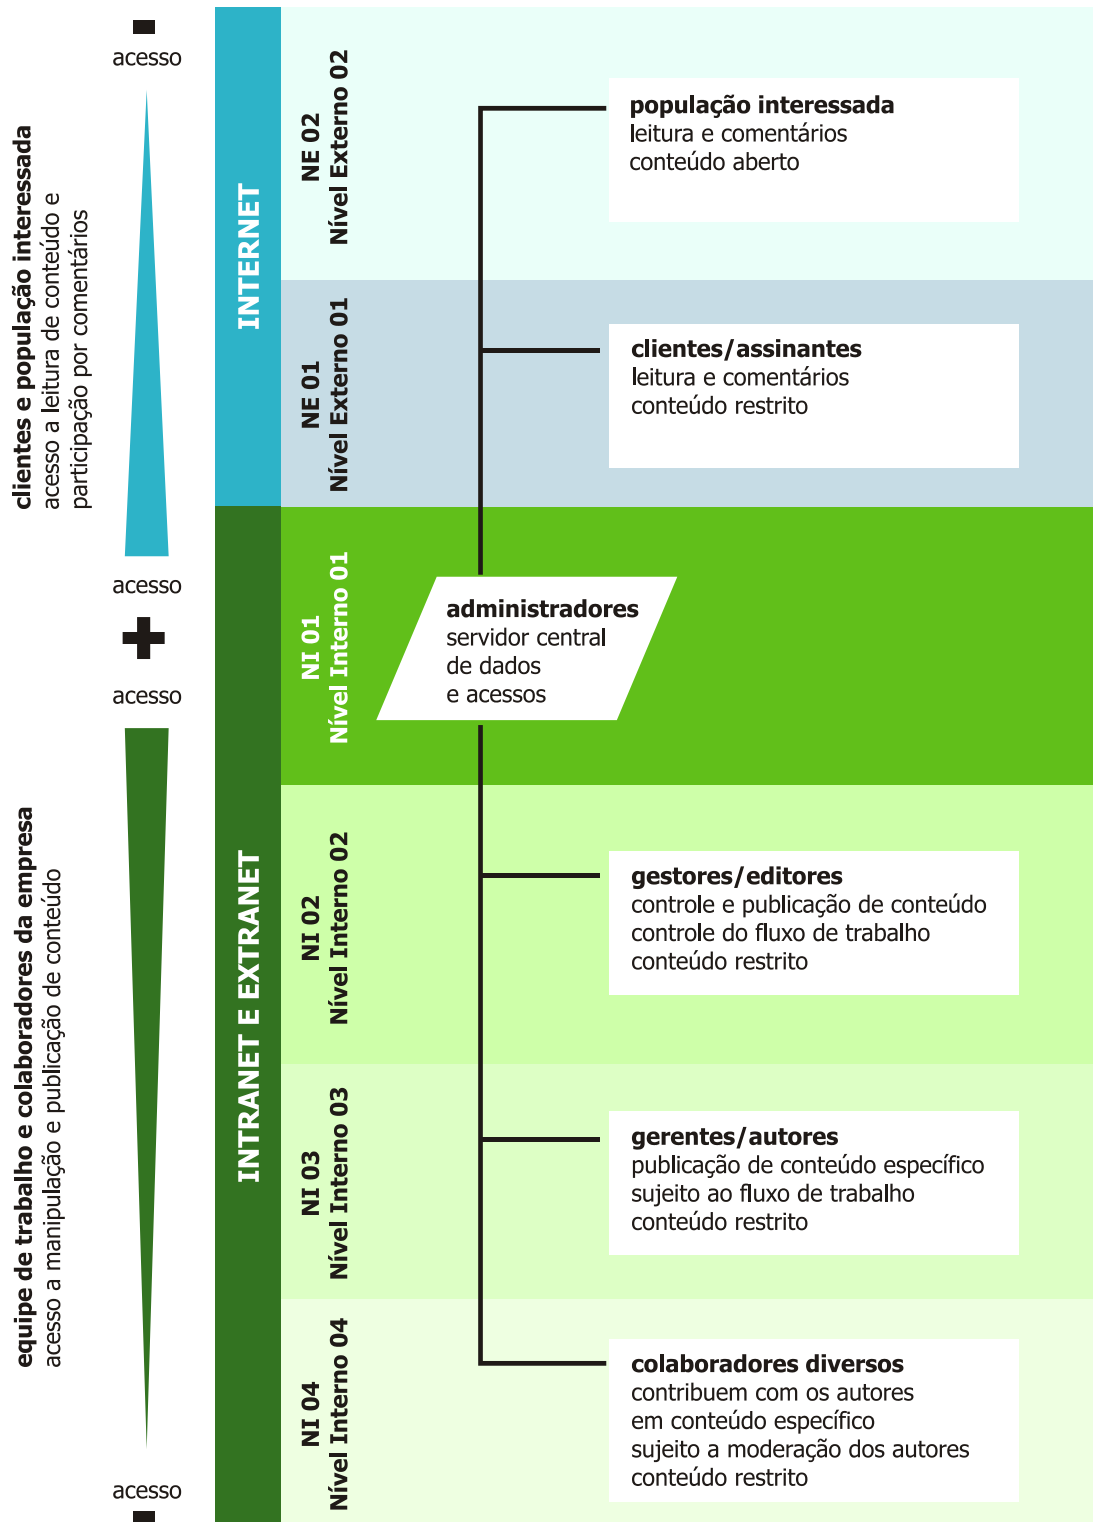 acesso
clientes e população interessada
acesso a leitura de conteúdo e
participação por comentários
acesso
acesso
equipe de trabalho e colaboradores da empresa
acesso a manipulação e publicação de conteúdo
acesso
INTERNET
INTRANET E EXTRANET
NE 02
Nível Externo 02
população interessada
leitura e comentários
conteúdo aberto
NE 01
Nível Externo 01
clientes/assinantes
leitura e comentários
conteúdo restrito
NI 01
Nível Interno 01
administradores
servidor central
de dados
e acessos
NI 02
Nível Interno 02
gestores/editores
controle e publicação de conteúdo
controle do fluxo de trabalho
conteúdo restrito
NI 03
Nível Interno 03
gerentes/autores
publicação de conteúdo específico
sujeito ao fluxo de trabalho
conteúdo restrito
NI 04
Nível Interno 04
colaboradores diversos
contribuem com os autores
em conteúdo específico
sujeito a moderação dos autores
conteúdo restrito